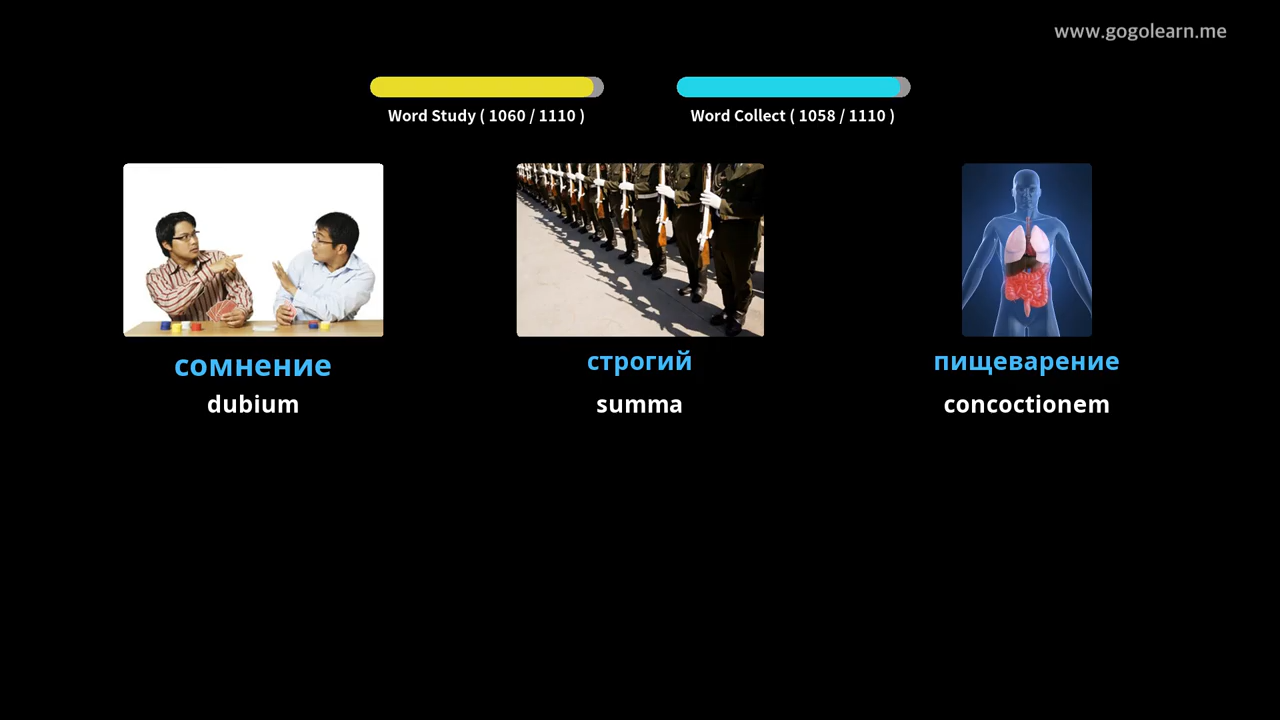 www.gogolearn.me
Word Study ( 1060 / 1110 )
Word Collect ( 1058 / 1110 )
сомнение
dubium
строгий
summa
пищеварение
concoctionem